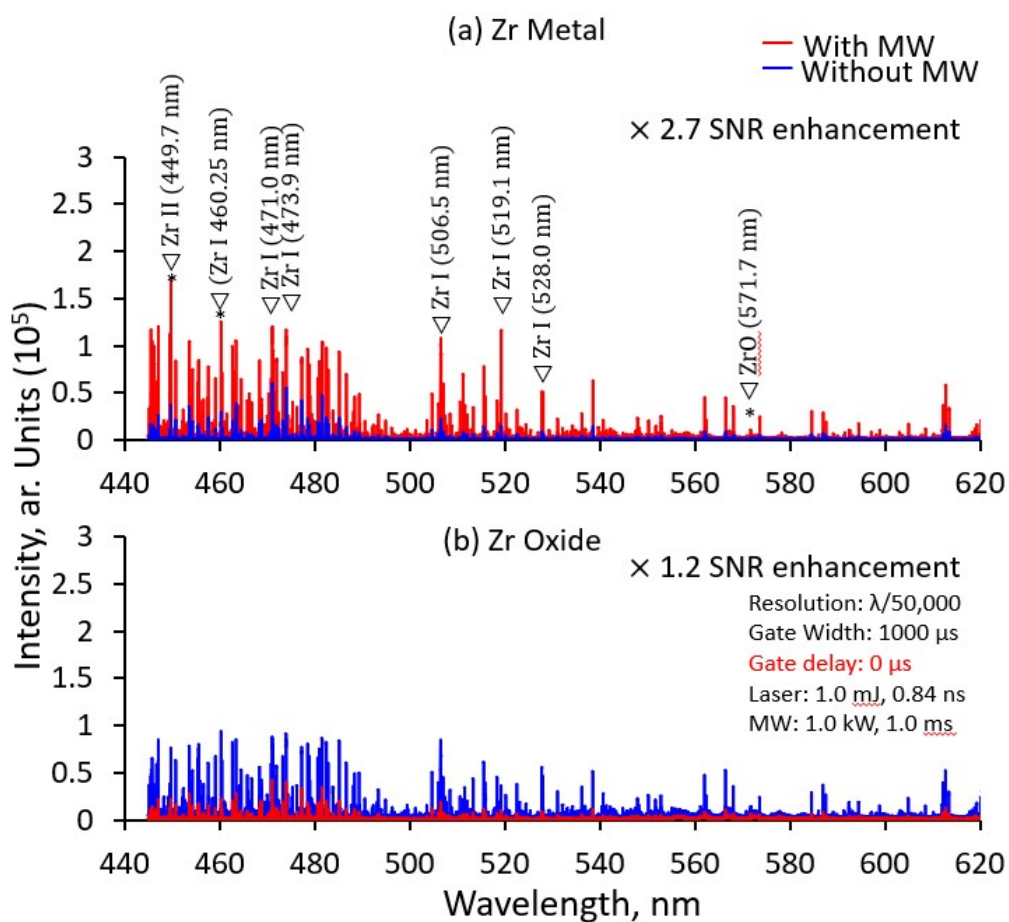 (a) Zr Metal
With MW
Without MW
× 2.7 SNR enhancement
▽ Zr II (449.7 nm)
▽ (Zr I 460.25 nm)
▽ Zr I (471.0 nm)
▽ Zr I (473.9 nm)
▽ Zr I (506.5 nm)
▽ Zr I (519.1 nm)
▽ Zr I (528.0 nm)
▽ ZrO (571.7 nm)
* * *
3
2.5
2
1.5
1
0.5
0
440 460 480 500 520 540 560 580 600 620
Intensity, ar. Units (10⁵)
(b) Zr Oxide
× 1.2 SNR enhancement
Resolution: λ/50,000
Gate Width: 1000 μs
Gate delay: 0 μs
Laser: 1.0 mJ, 0.84 ns
MW: 1.0 kW, 1.0 ms
3
2.5
2
1.5
1
0.5
0
440 460 480 500 520 540 560 580 600 620
Wavelength, nm